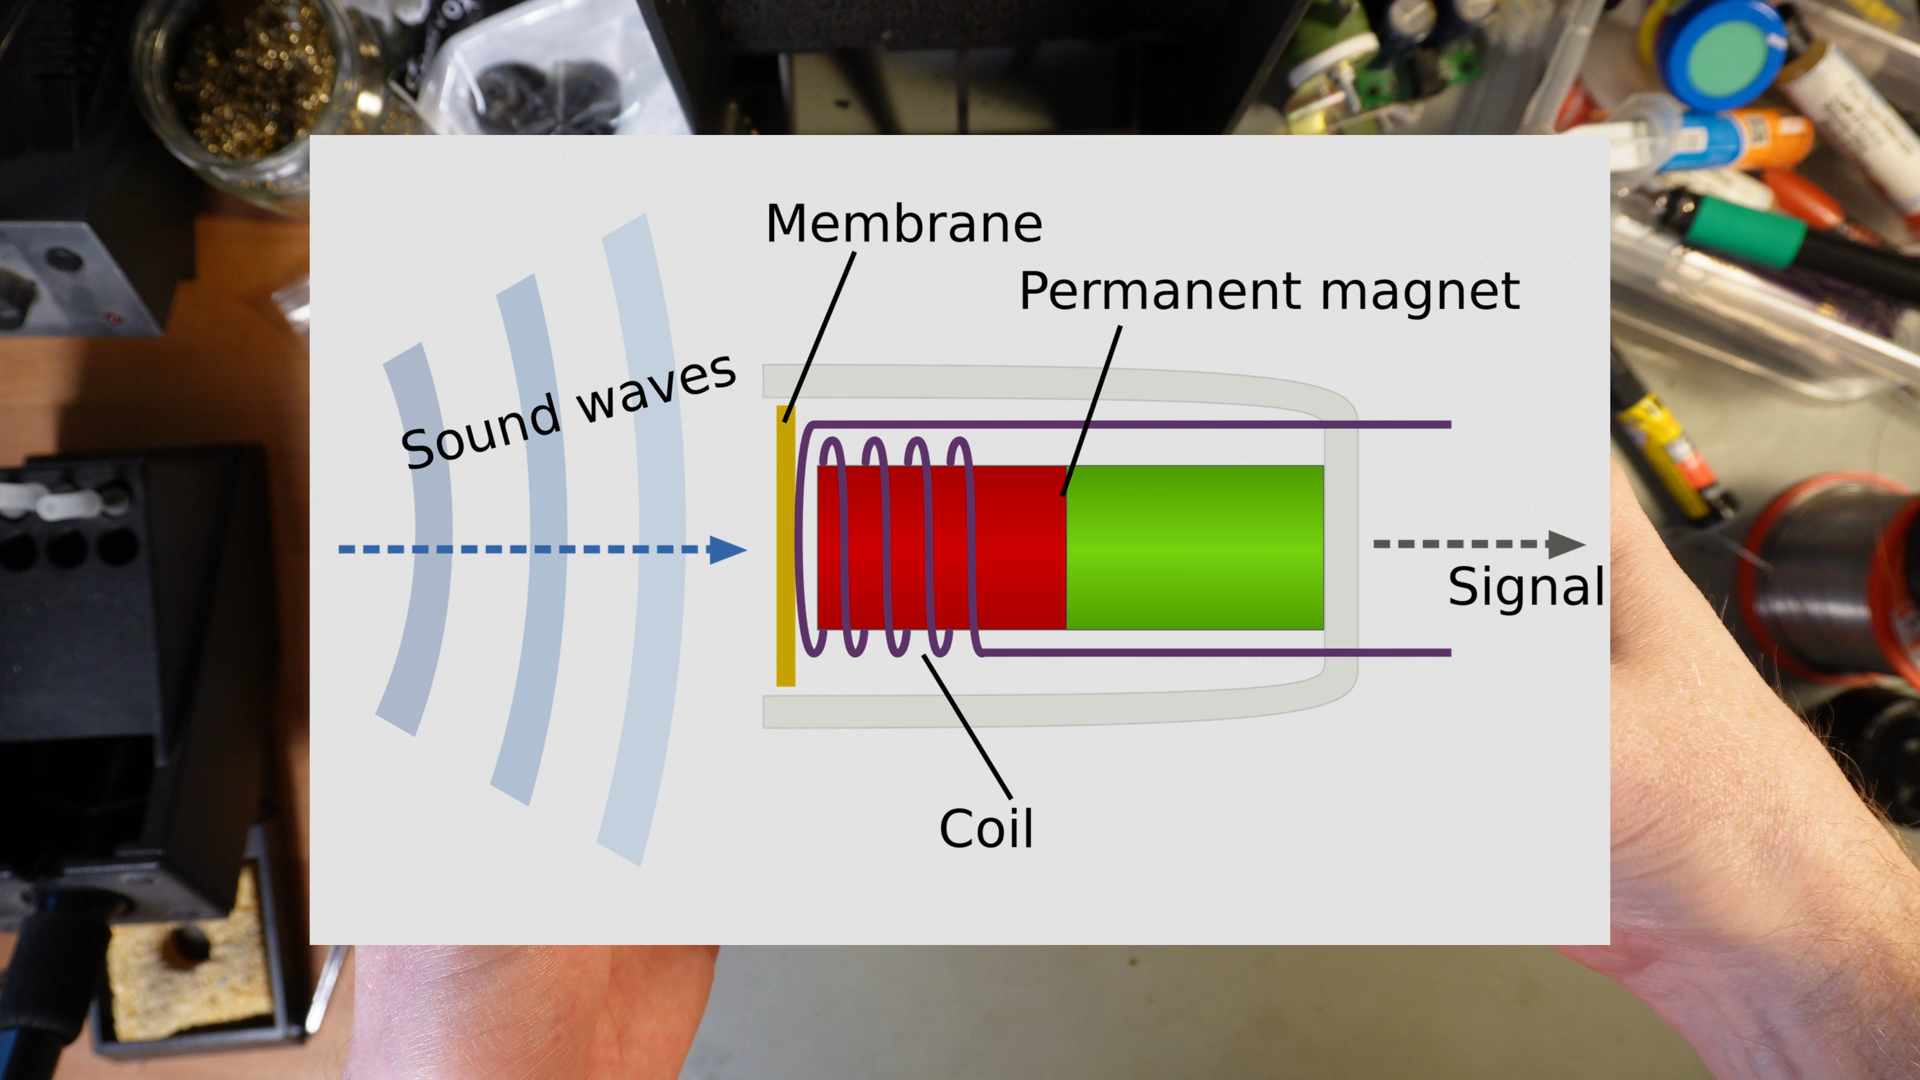 Membrane
Permanent magnet
Sound waves
Signal
Coil